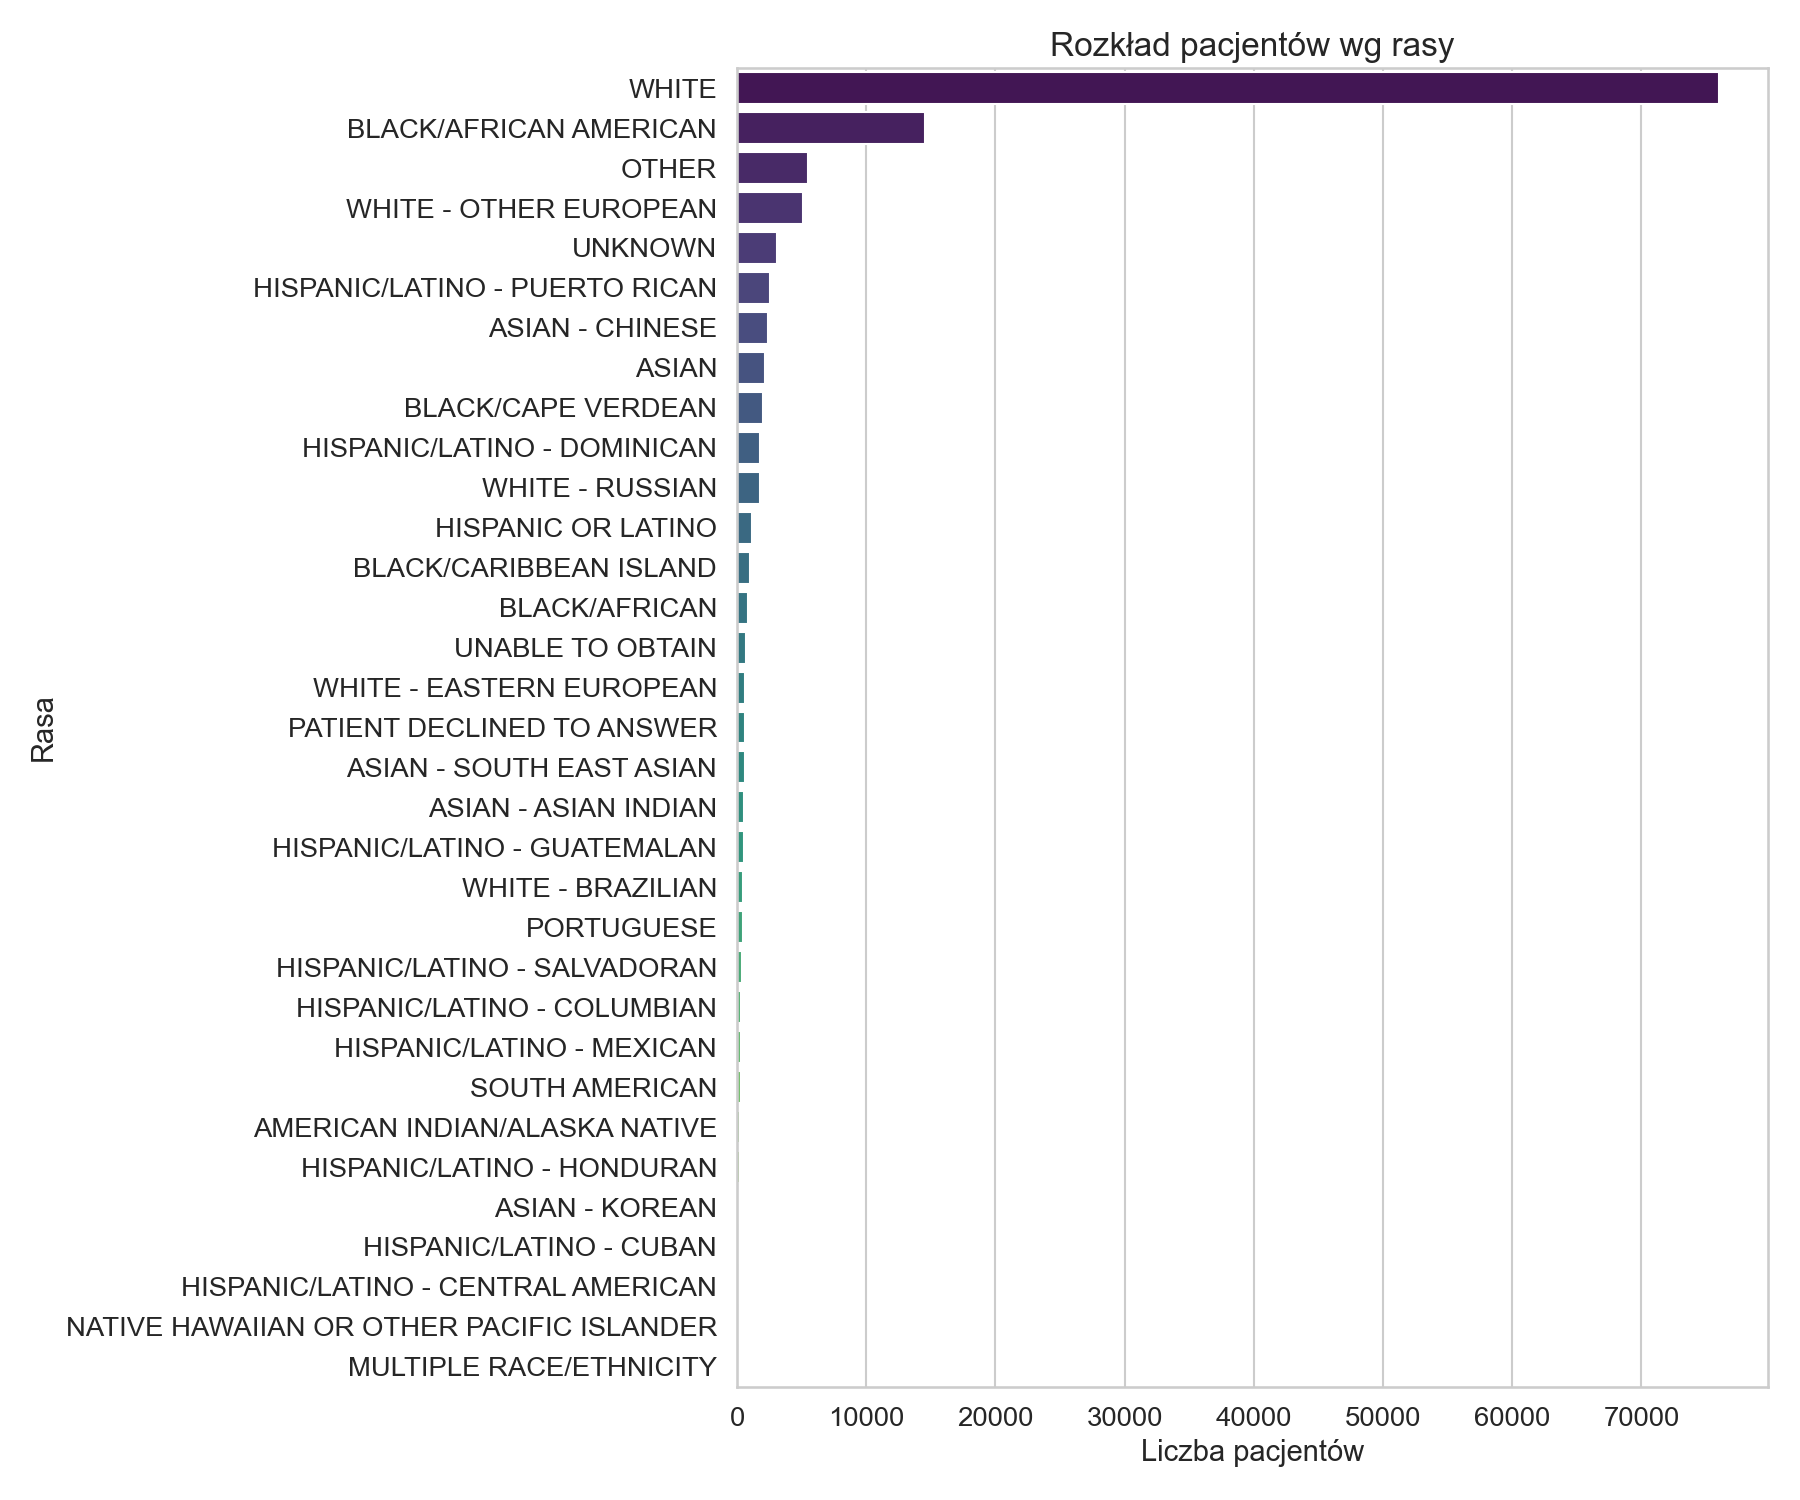 Rozkład pacjentów wg rasy
WHITE
BLACK/AFRICAN AMERICAN
OTHER
WHITE - OTHER EUROPEAN
UNKNOWN
HISPANIC/LATINO - PUERTO RICAN
ASIAN - CHINESE
ASIAN
BLACK/CAPE VERDEAN
HISPANIC/LATINO - DOMINICAN
WHITE - RUSSIAN
HISPANIC OR LATINO
BLACK/CARIBBEAN ISLAND
BLACK/AFRICAN
UNABLE TO OBTAIN
WHITE - EASTERN EUROPEAN
PATIENT DECLINED TO ANSWER
ASIAN - SOUTH EAST ASIAN
ASIAN - ASIAN INDIAN
HISPANIC/LATINO - GUATEMALAN
WHITE - BRAZILIAN
PORTUGUESE
HISPANIC/LATINO - SALVADORAN
HISPANIC/LATINO - COLUMBIAN
HISPANIC/LATINO - MEXICAN
SOUTH AMERICAN
AMERICAN INDIAN/ALASKA NATIVE
HISPANIC/LATINO - HONDURAN
ASIAN - KOREAN
HISPANIC/LATINO - CUBAN
HISPANIC/LATINO - CENTRAL AMERICAN
NATIVE HAWAIIAN OR OTHER PACIFIC ISLANDER
MULTIPLE RACE/ETHNICITY
Rasa
0 10000 20000 30000 40000 50000 60000 70000
Liczba pacjentów